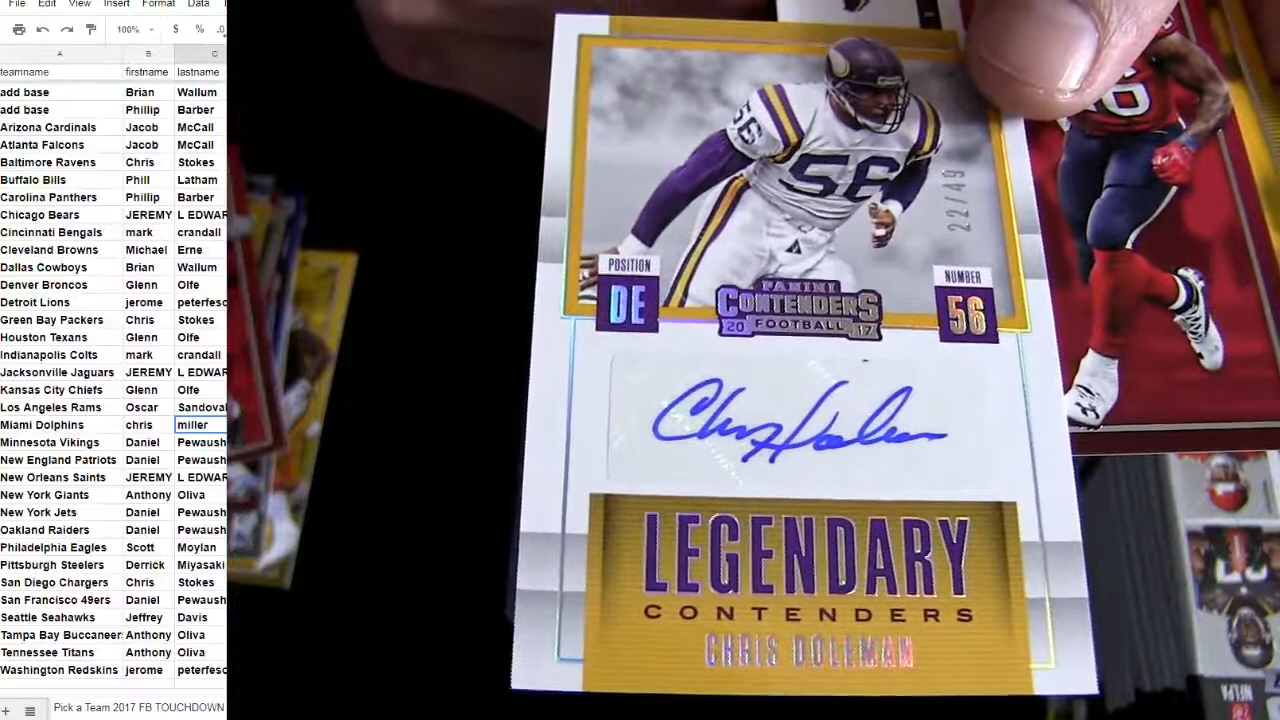 File Edit View Insert Format Data
100% $ % .0
A B C
teamname firstname lastname
add base Brian Wallum
add base Phillip Barber
Arizona Cardinals Jacob McCall
Atlanta Falcons Jacob McCall
Baltimore Ravens Chris Stokes
Buffalo Bills Phill Latham
Carolina Panthers Phillip Barber
Chicago Bears JEREMY L EDWAR
Cincinnati Bengals mark crandall
Cleveland Browns Michael Erne
Dallas Cowboys Brian Wallum
Denver Broncos Glenn Olfe
Detroit Lions jerome peterfeso
Green Bay Packers Chris Stokes
Houston Texans Glenn Olfe
Indianapolis Colts mark crandall
Jacksonville Jaguars JEREMY L EDWAR
Kansas City Chiefs Glenn Olfe
Los Angeles Rams Oscar Sandoval
Miami Dolphins chris miller
Minnesota Vikings Daniel Pewaush
New England Patriots Daniel Pewaush
New Orleans Saints JEREMY L EDWAR
New York Giants Anthony Oliva
New York Jets Daniel Pewaush
Oakland Raiders Daniel Pewaush
Philadelphia Eagles Scott Moylan
Pittsburgh Steelers Derrick Miyasaki
San Diego Chargers Chris Stokes
San Francisco 49ers Daniel Pewaush
Seattle Seahawks Jeffrey Davis
Tampa Bay Buccaneer Anthony Oliva
Tennessee Titans Anthony Oliva
Washington Redskins jerome peterfeso
Pick a Team 2017 FB TOUCHDOWN
56
56
22/49
POSITION
DE
NUMBER
56
PANINI
CONTENDERS
20 FOOTBALL 17
Chris Doleman
LEGENDARY
CONTENDERS
CHRIS DOLEMAN
NFLPA